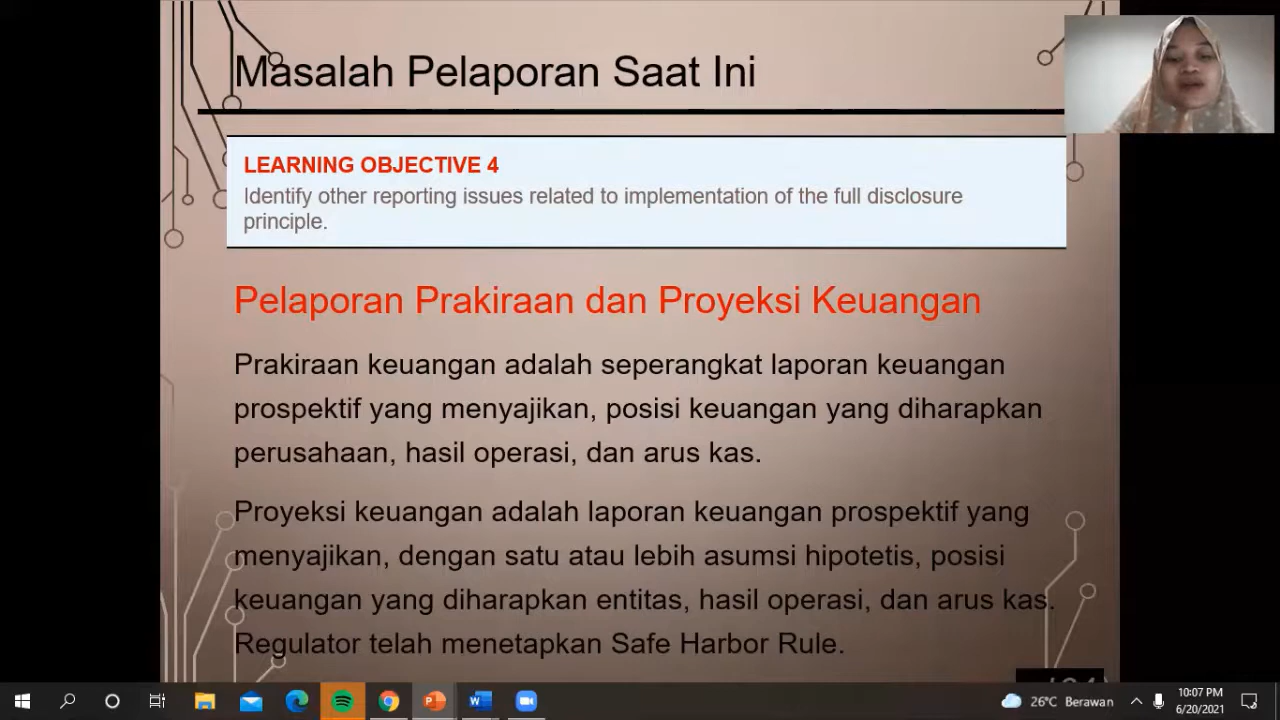 Masalah Pelaporan Saat Ini
LEARNING OBJECTIVE 4
Identify other reporting issues related to implementation of the full disclosure
principle.
Pelaporan Prakiraan dan Proyeksi Keuangan
Prakiraan keuangan adalah seperangkat laporan keuangan
prospektif yang menyajikan, posisi keuangan yang diharapkan
perusahaan, hasil operasi, dan arus kas.
Proyeksi keuangan adalah laporan keuangan prospektif yang
menyajikan, dengan satu atau lebih asumsi hipotetis, posisi
keuangan yang diharapkan entitas, hasil operasi, dan arus kas.
Regulator telah menetapkan Safe Harbor Rule.
26°C Berawan
10:07 PM
6/20/2021